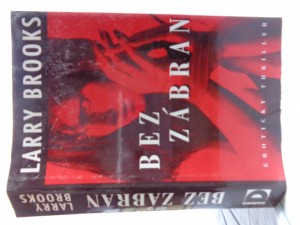 LARRY BROOKS
BEZ
ZÁBRAN
EROTICKÝ THRILLER
LARRY
BROOKS
BEZ ZÁBRAN